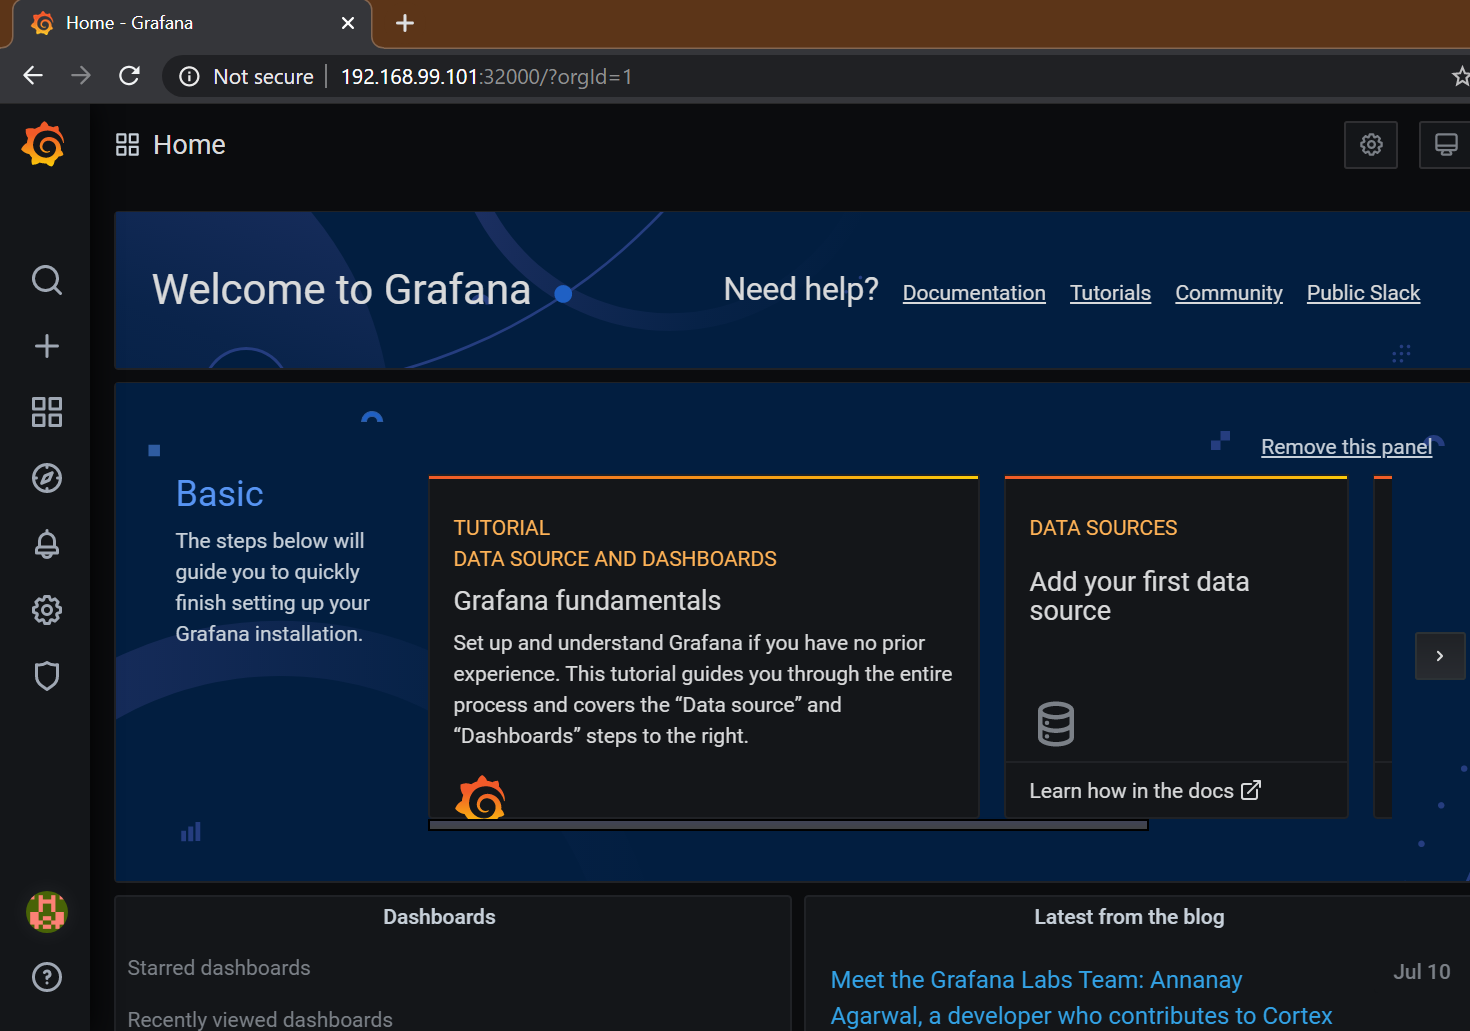 Home - Grafana
Not secure
192.168.99.101:32000/?orgId=1
Home
Welcome to Grafana
Need help?
Documentation
Tutorials
Community
Public Slack
Remove this panel
Basic
The steps below will
guide you to quickly
finish setting up your
Grafana installation.
TUTORIAL
DATA SOURCE AND DASHBOARDS
Grafana fundamentals
Set up and understand Grafana if you have no prior
experience. This tutorial guides you through the entire
process and covers the “Data source” and
“Dashboards” steps to the right.
DATA SOURCES
Add your first data
source
Learn how in the docs
Dashboards
Starred dashboards
Recently viewed dashboards
Latest from the blog
Meet the Grafana Labs Team: Annanay
Agarwal, a developer who contributes to Cortex
Jul 10